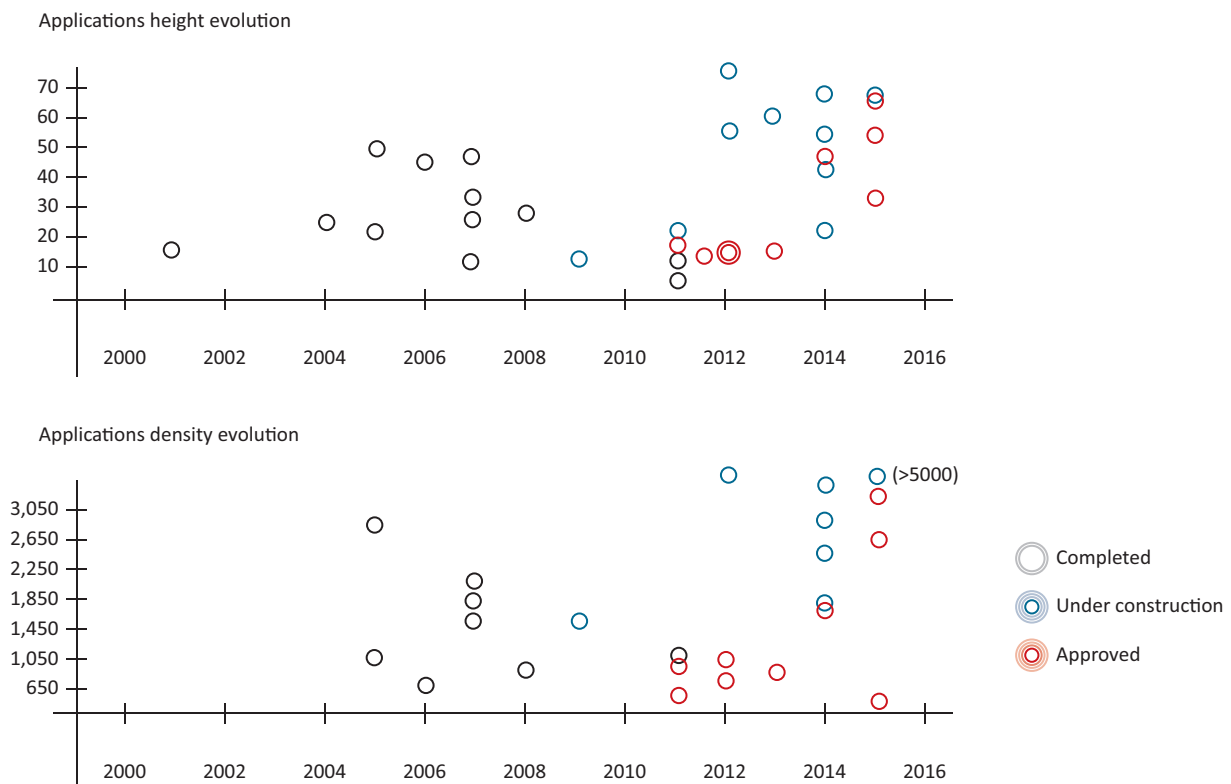 Applications height evolution
70
60
50
40
30
20
10
2000 2002 2004 2006 2008 2010 2012 2014 2016
Applications density evolution
(>5000)
3,050
2,650
2,250
1,850
1,450
1,050
650
Completed
Under construction
Approved
2000 2002 2004 2006 2008 2010 2012 2014 2016